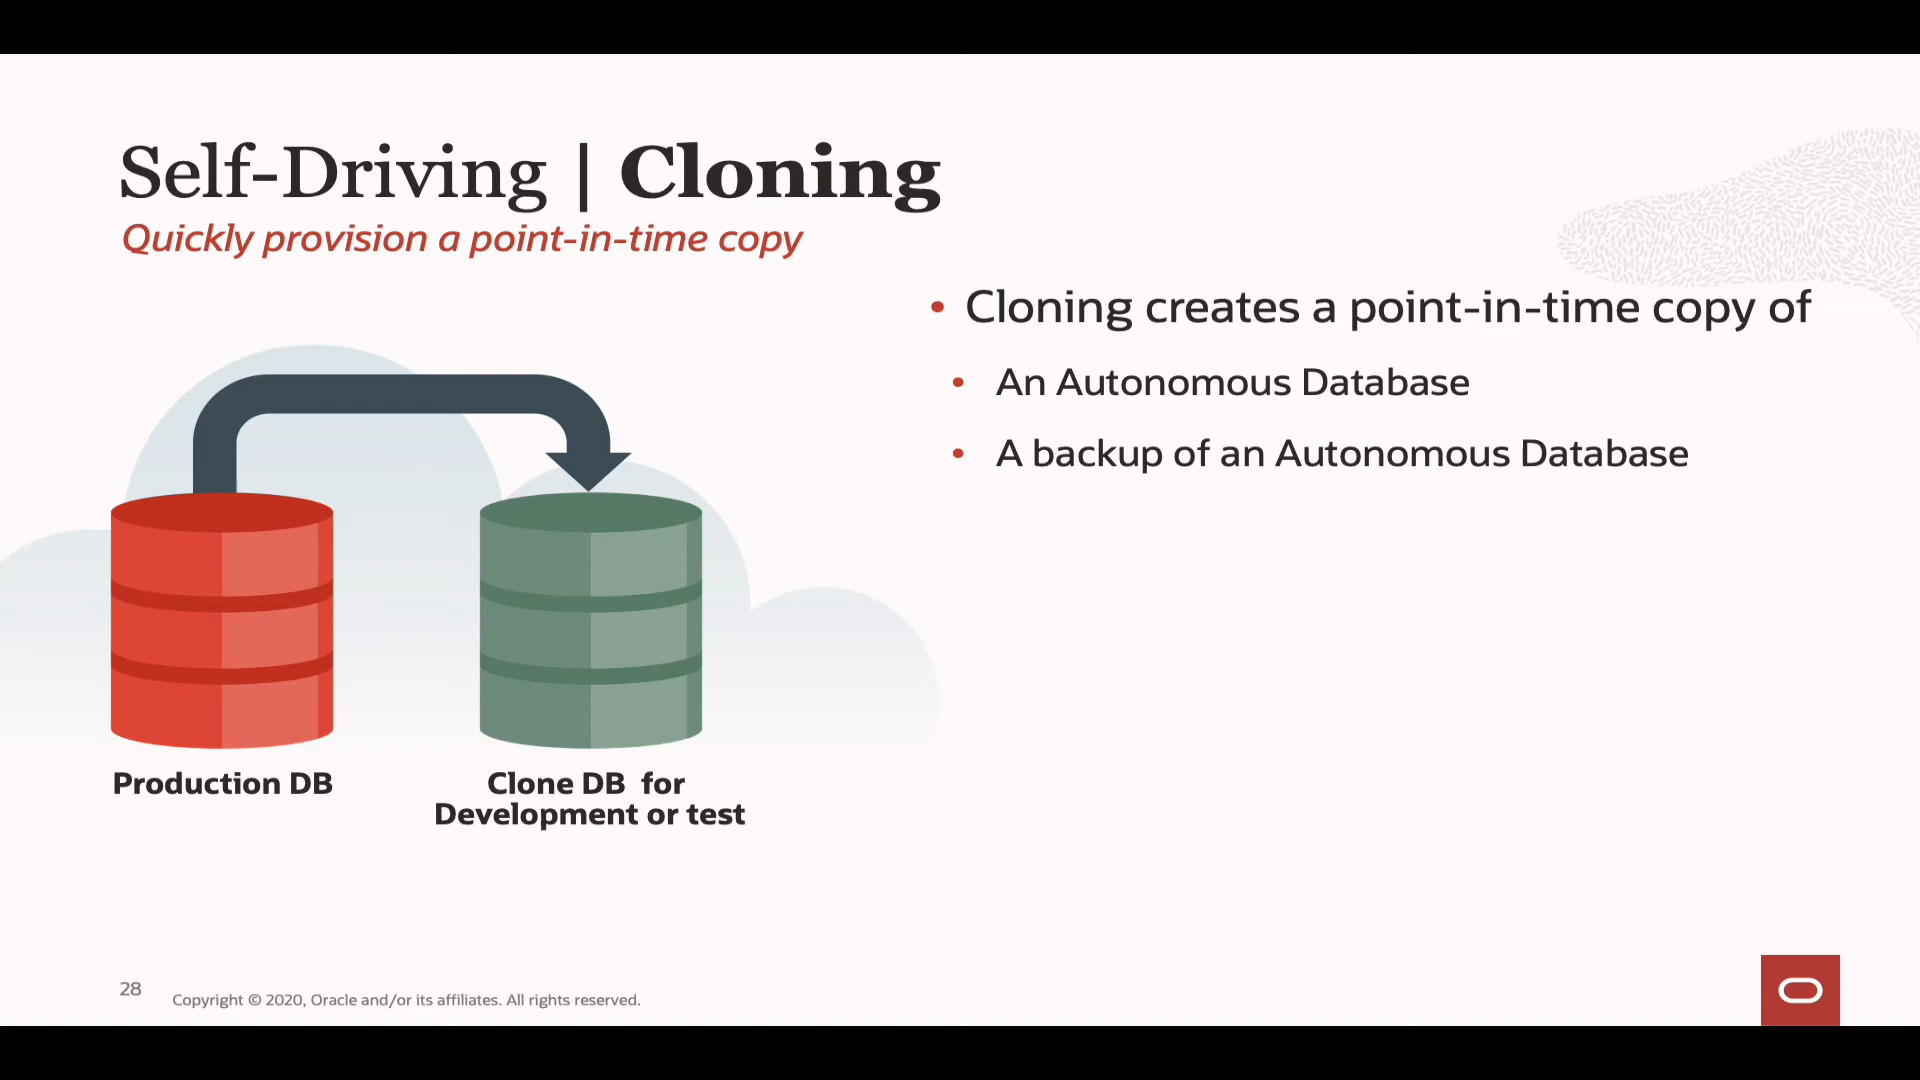 Self-Driving | Cloning
Quickly provision a point-in-time copy
• Cloning creates a point-in-time copy of
• An Autonomous Database
• A backup of an Autonomous Database
Production DB
Clone DB for
Development or test
28
Copyright © 2020, Oracle and/or its affiliates. All rights reserved.